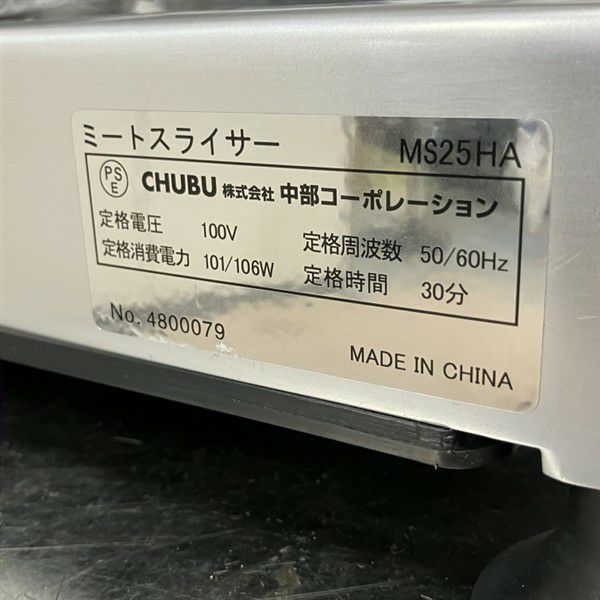 ミートスライサー MS25HA
PS E CHUBU 株式会社 中部コーポレーション
定格電圧 100V 定格周波数 50/60Hz
定格消費電力 101/106W 定格時間 30分
No. 4800079
MADE IN CHINA